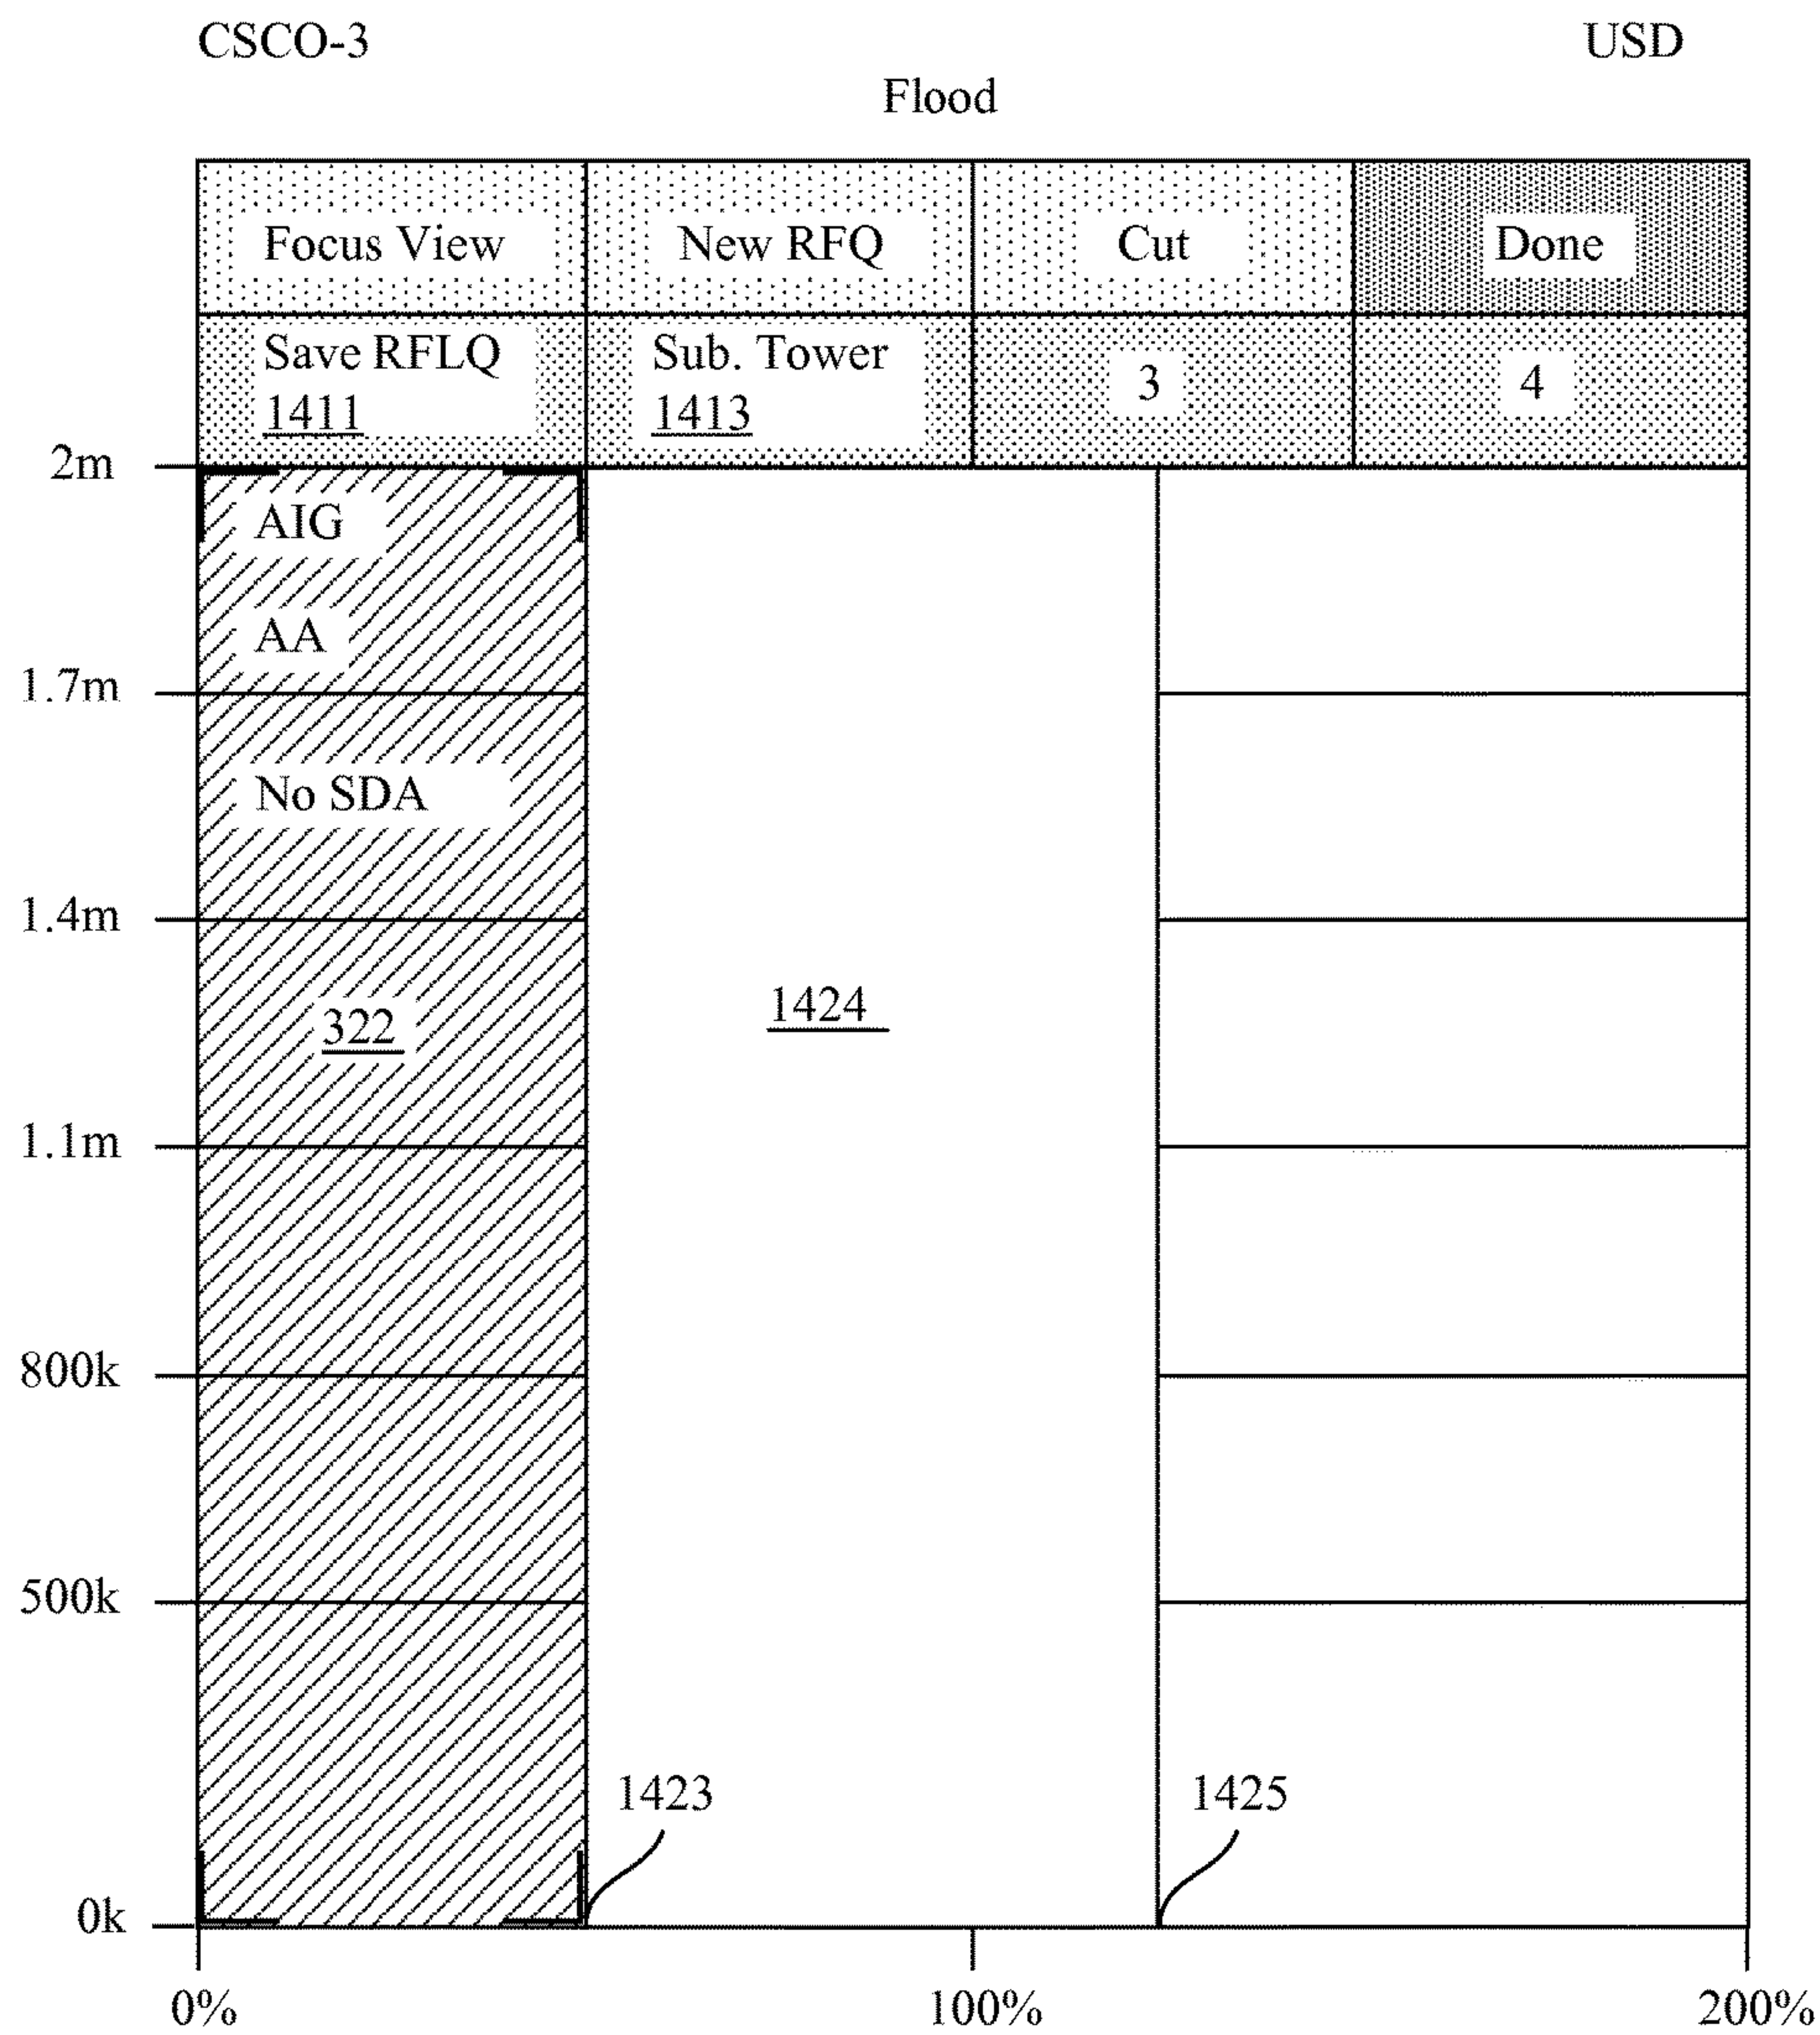 CSCO-3
USD
Flood
Focus View
New RFQ
Cut
Done
Save RFLQ
1411
Sub. Tower
1413
3
4
2m
AIG
AA
1.7m
No SDA
1.4m
322
1424
1.1m
800k
500k
1423
1425
0k
0%
100%
200%